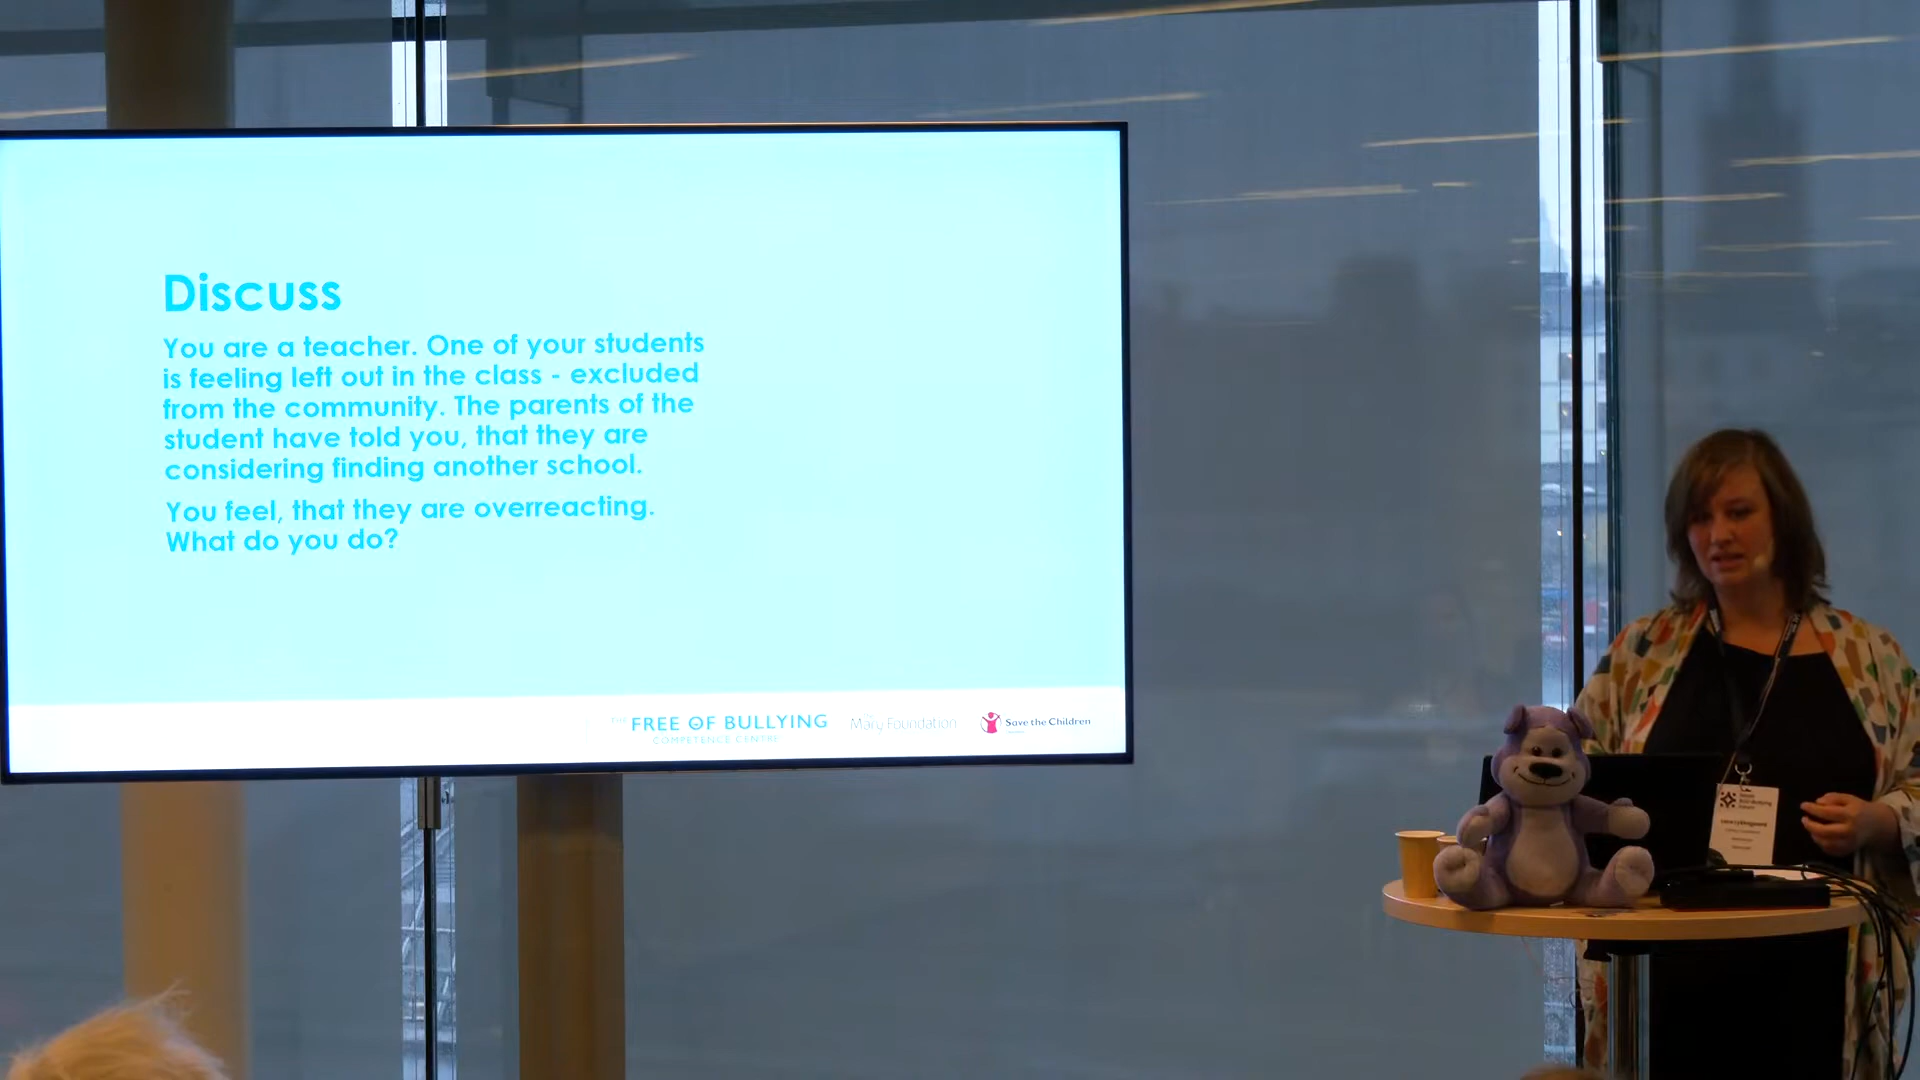 Discuss
You are a teacher. One of your students
is feeling left out in the class - excluded
from the community. The parents of the
student have told you, that they are
considering finding another school.
You feel, that they are overreacting.
What do you do?
THE FREE OF BULLYING
COMPETENCE CENTRE
Mary Foundation
Save the Children